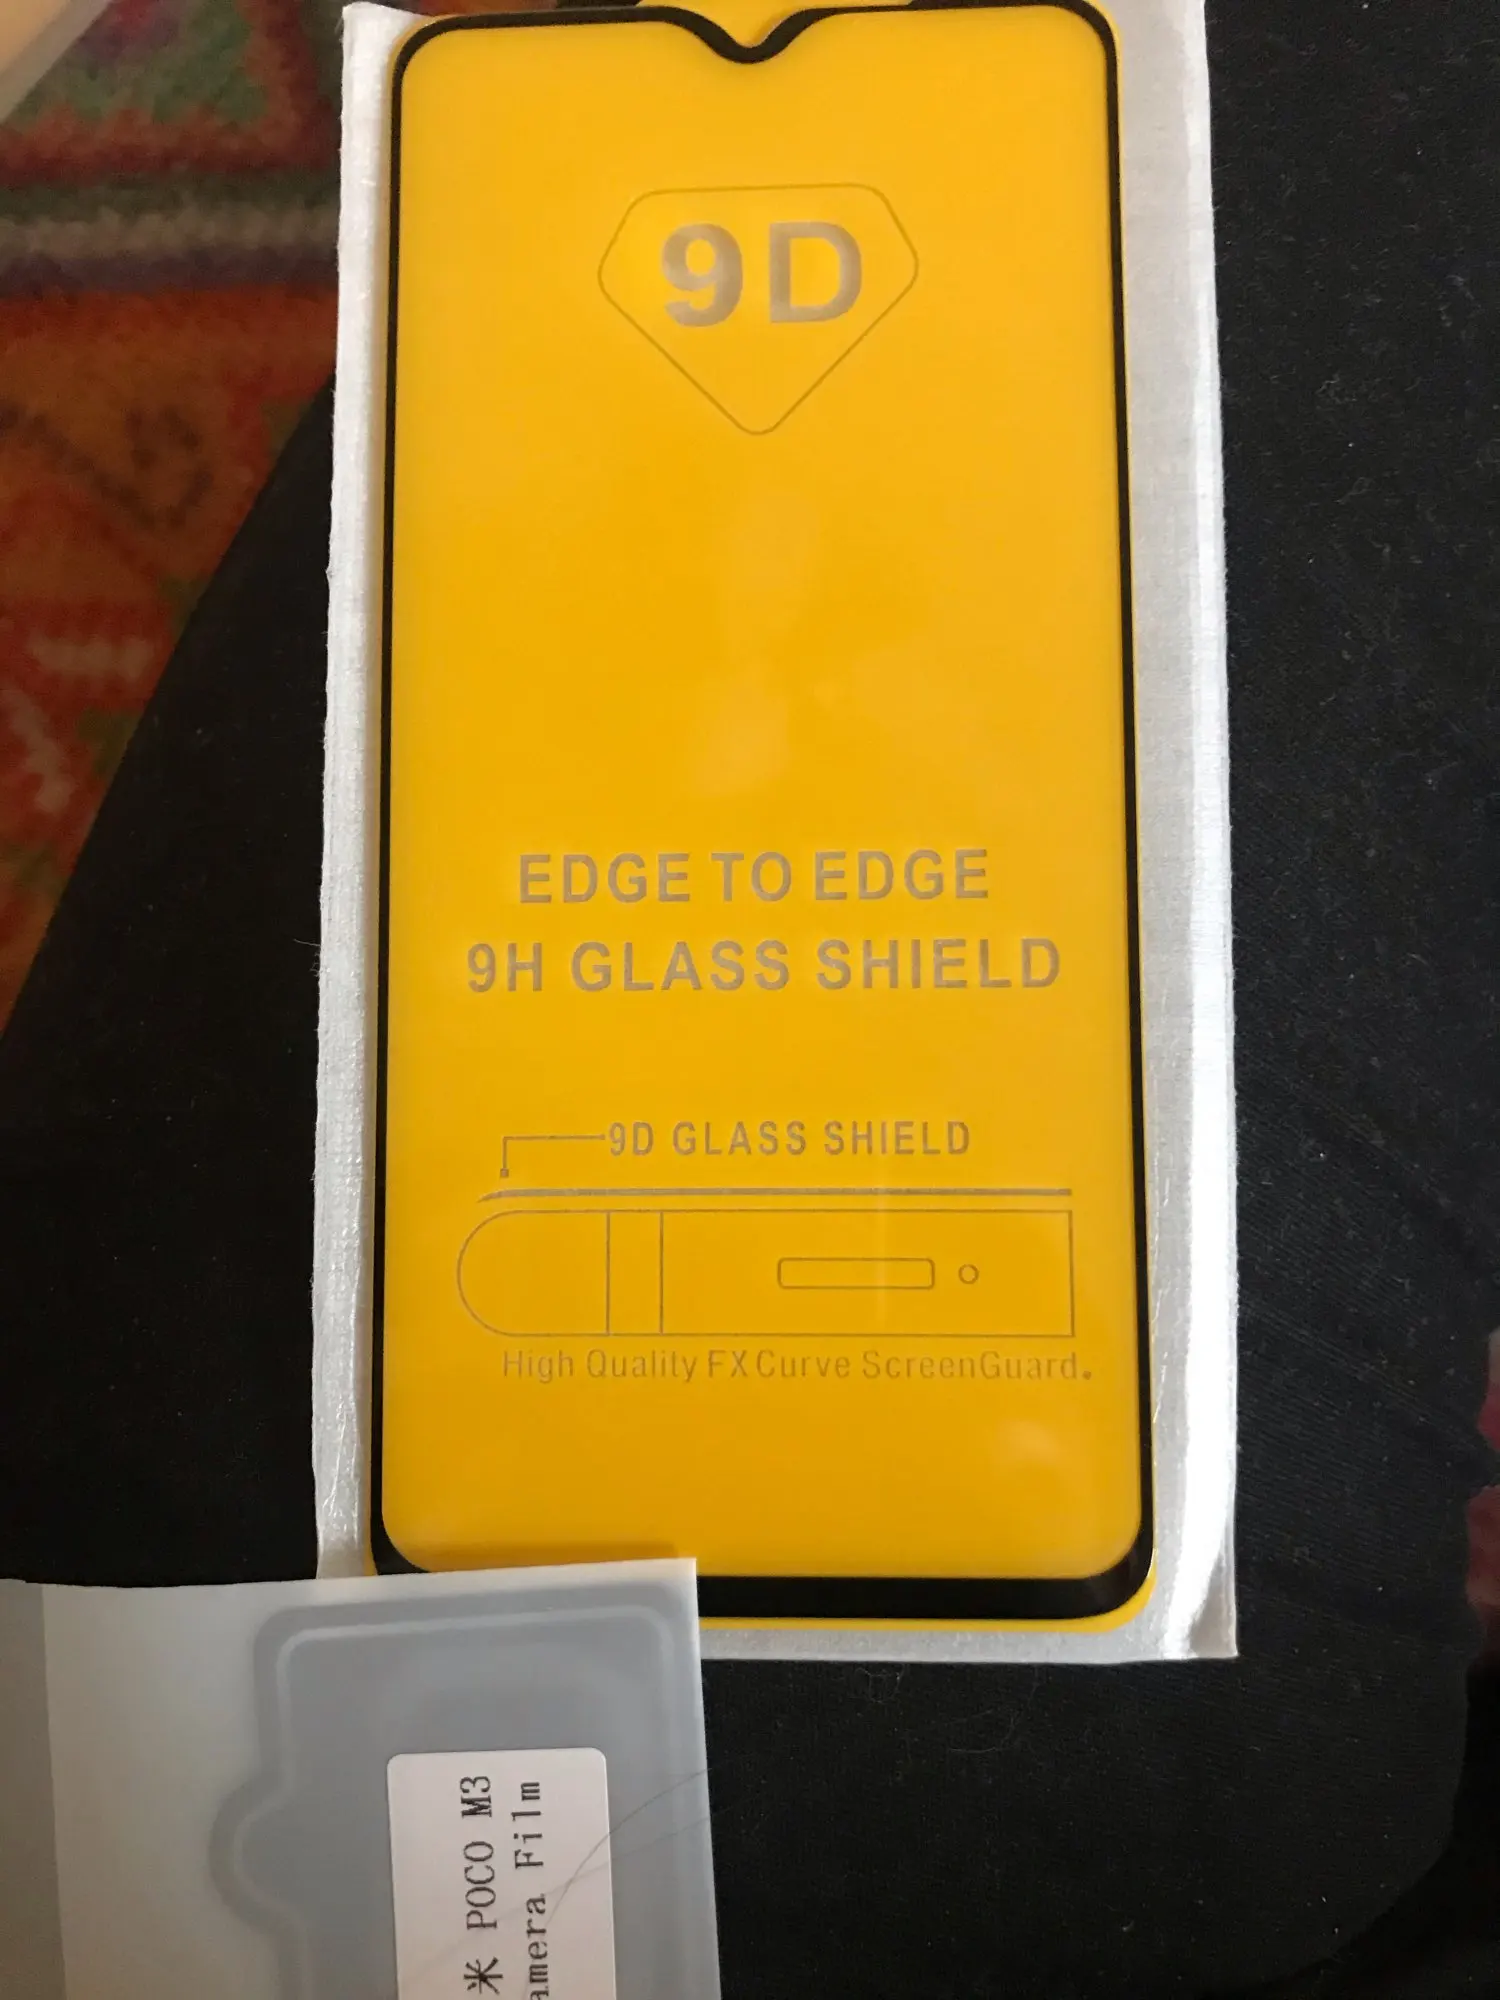 9D
EDGE TO EDGE
9H GLASS SHIELD
9D GLASS SHIELD
High Quality FX Curve ScreenGuard.
米 POCO M3
amera Film